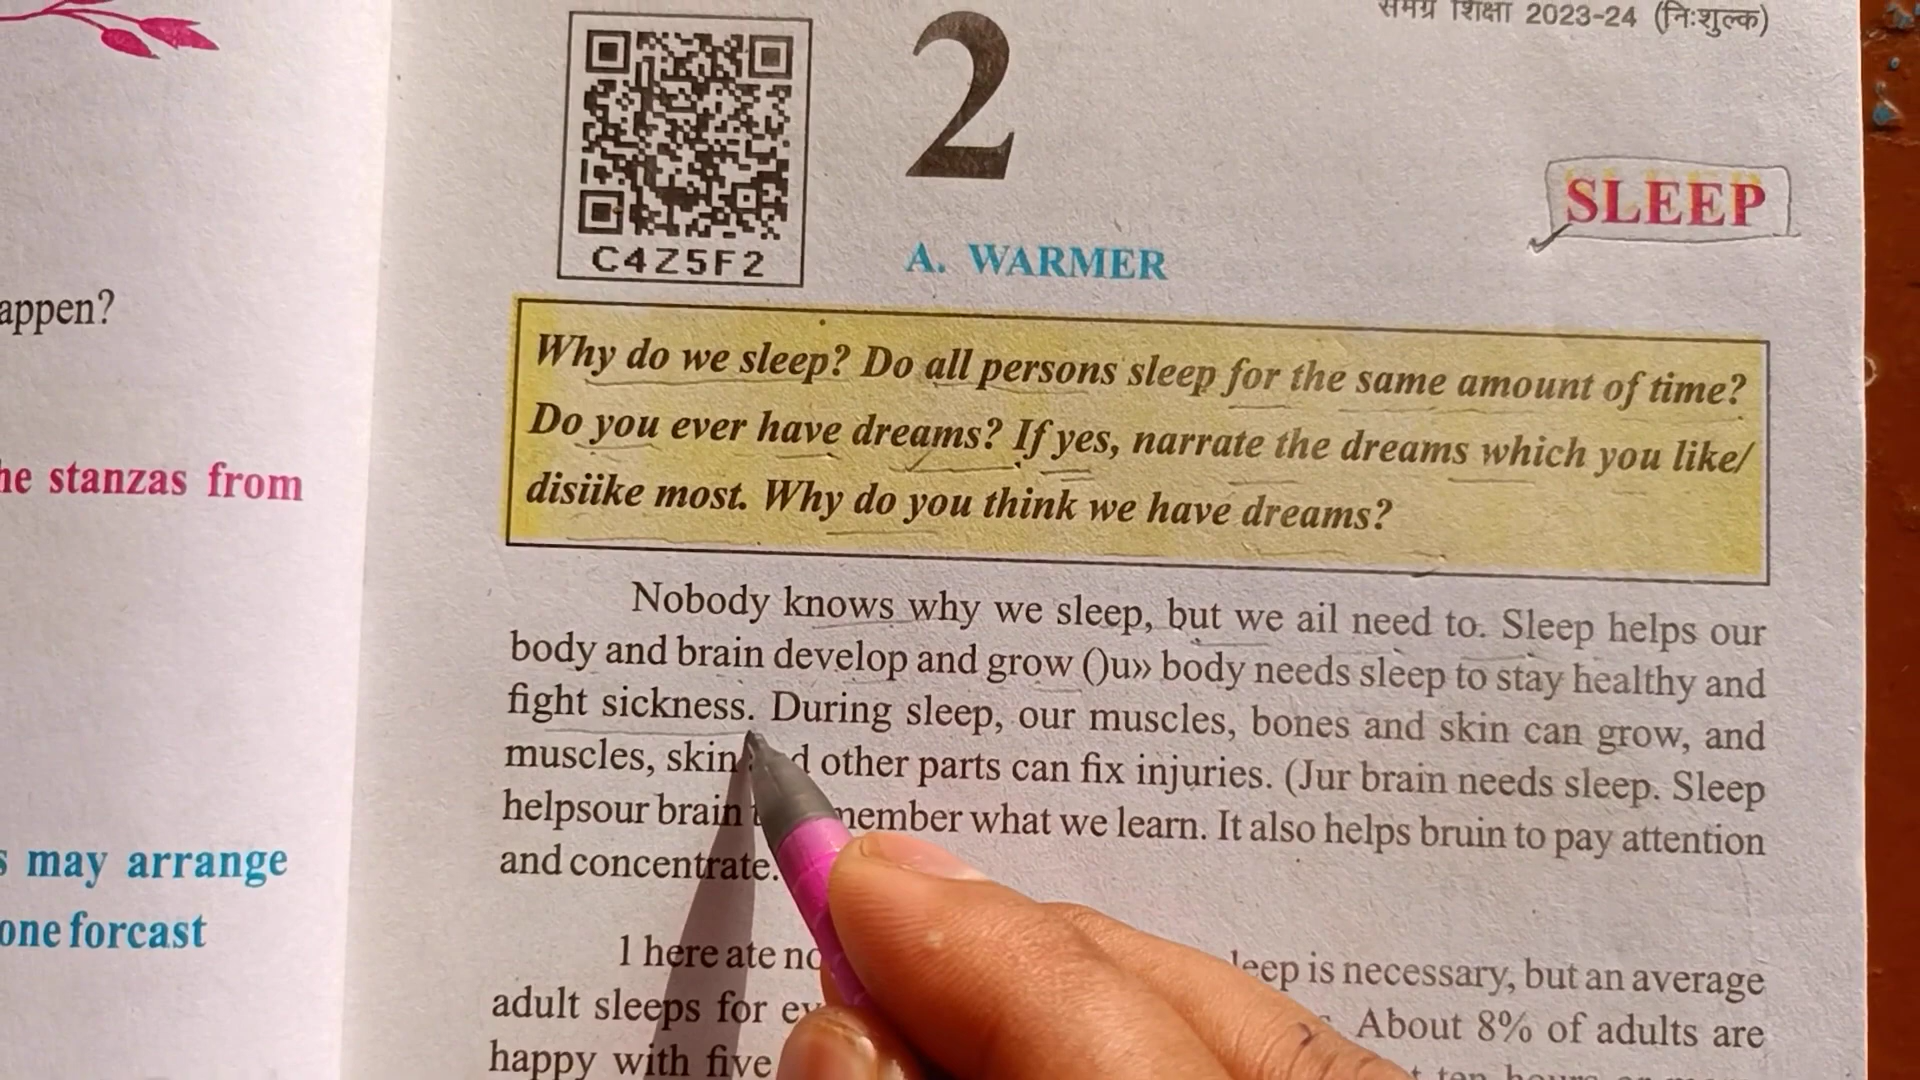 समग्र शिक्षा 2023-24 (निःशुल्क)
2
C4Z5F2
SLEEP
A. WARMER
Why do we sleep? Do all persons sleep for the same amount of time?
Do you ever have dreams? If yes, narrate the dreams which you like/
disiike most. Why do you think we have dreams?
Nobody knows why we sleep, but we ail need to. Sleep helps our
body and brain develop and grow ()u» body needs sleep to stay healthy and
fight sickness. During sleep, our muscles, bones and skin can grow, and
muscles, skin other parts can fix injuries. (Jur brain needs sleep. Sleep
helpsour brain what we learn. It also helps bruin to pay attention
and concentrate.
1 here ate is necessary, but an average
adult sleeps for About 8% of adults are
happy with five
appen?
stanzas from
may arrange
one forcast